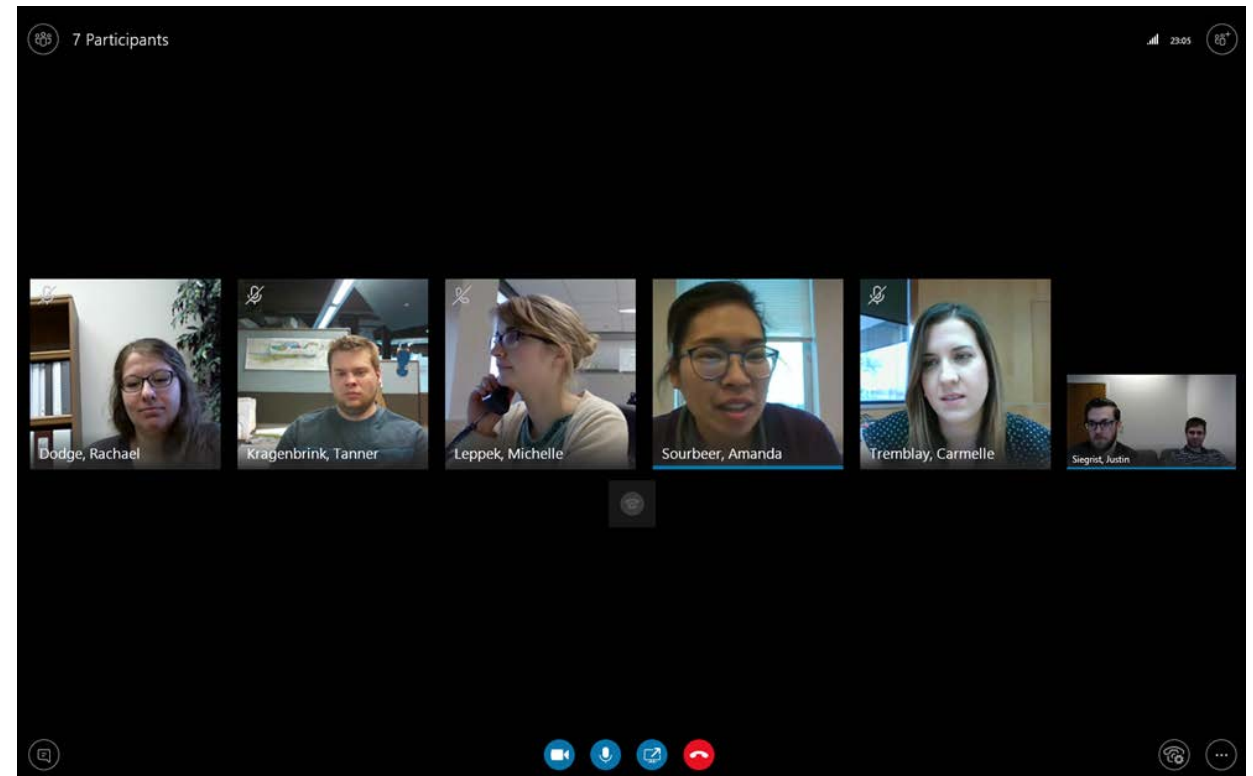 7 Participants
23:05
Dodge, Rachael
Kragenbrink, Tanner
Leppek, Michelle
Sourbeer, Amanda
Tremblay, Carmelle
Siegrist, Justin